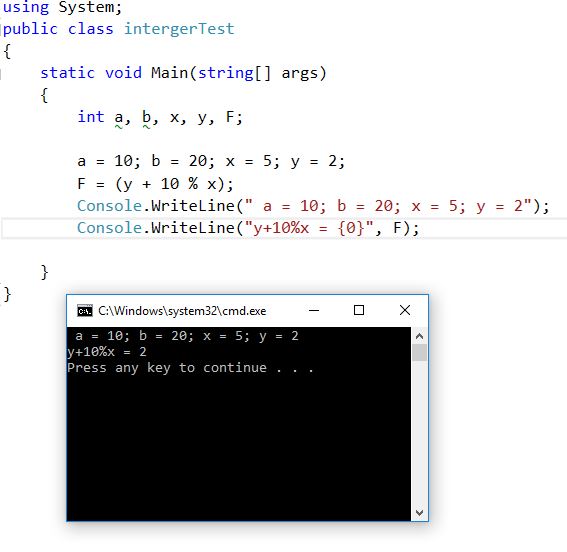 using System;
public class intergerTest
{
    static void Main(string[] args)
    {
        int a, b, x, y, F;

        a = 10; b = 20; x = 5; y = 2;
        F = (y + 10 % x);
        Console.WriteLine(" a = 10; b = 20; x = 5; y = 2");
        Console.WriteLine("y+10%x = {0}", F);

    }
}
C:\Windows\system32\cmd.exe
 a = 10; b = 20; x = 5; y = 2
y+10%x = 2
Press any key to continue . . .